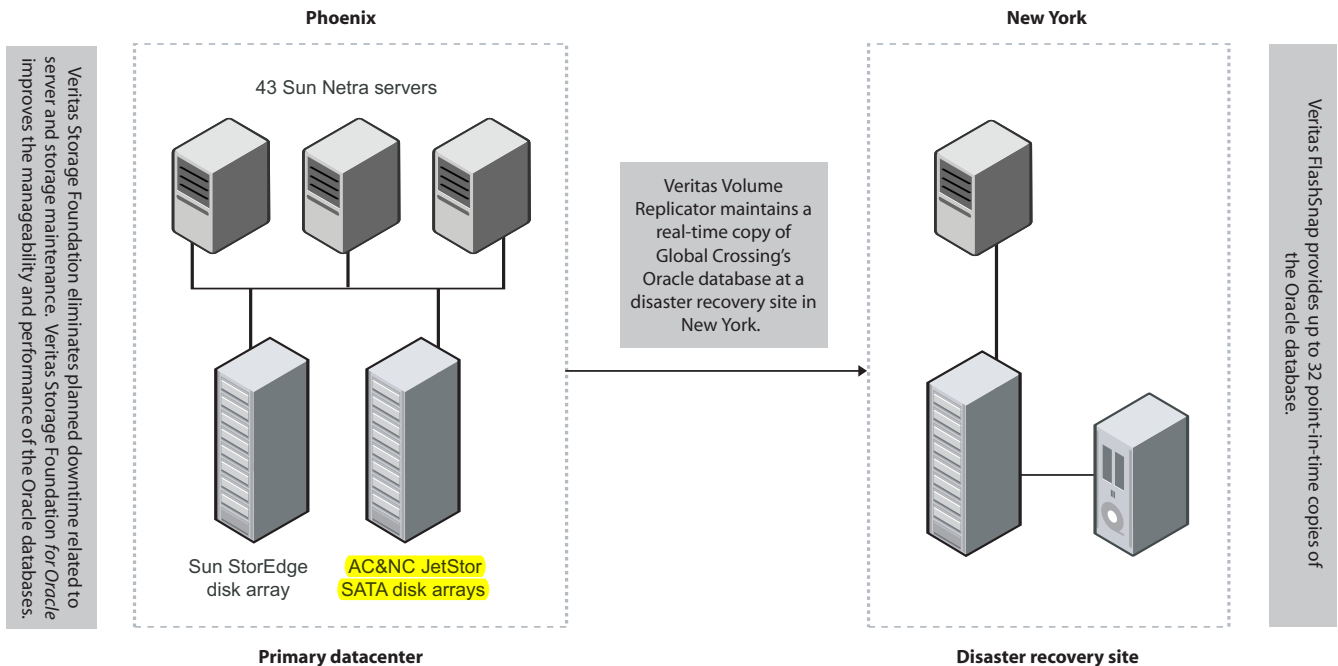 Phoenix
New York
Veritas Storage Foundation eliminates planned downtime related to
server and storage maintenance. Veritas Storage Foundation for Oracle
improves the manageability and performance of the Oracle databases.
43 Sun Netra servers
Sun StorEdge
disk array
AC&NC JetStor
SATA disk arrays
Primary datacenter
Veritas Volume
Replicator maintains a
real-time copy of
Global Crossing's
Oracle database at a
disaster recovery site in
New York.
Disaster recovery site
Veritas FlashSnap provides up to 32 point-in-time copies of
the Oracle database.